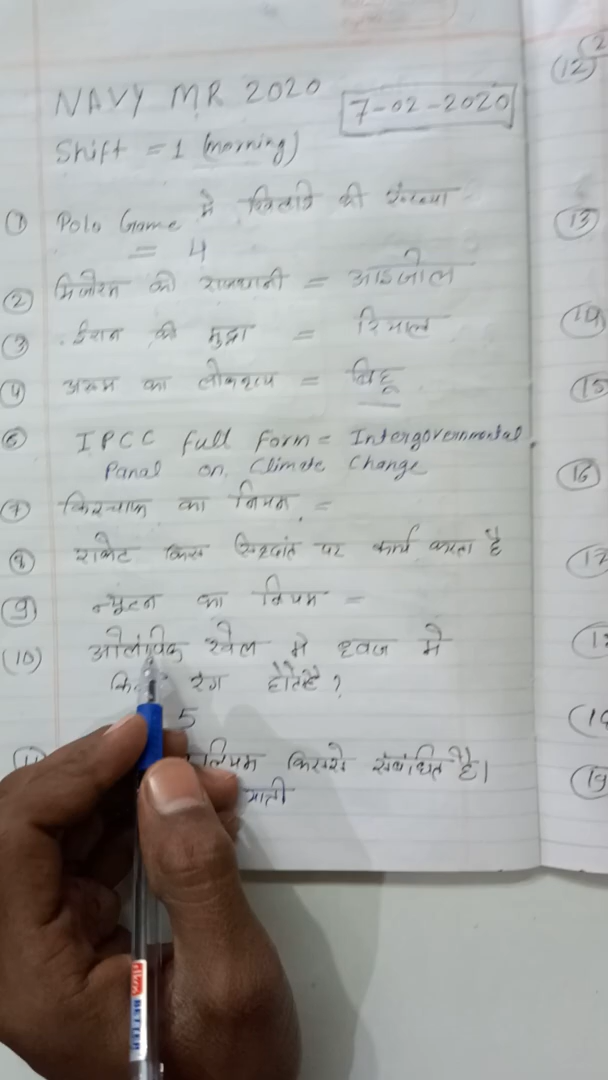 NAVY MR 2020
7-02-2020
Shift = 1 (morning)
① Polo Game में खिलाड़ी की संख्या
= 4
② मिजोरम की राजधानी = आइजोल
③ ईरान की मुद्रा = रियाल
④ असम का लोकनृत्य = बिहू
⑥ IPCC full Form = Intergovernmental
Panal on Climate Change
⑦ किरचाफ का नियम =
⑧ राकेट किस सिद्धांत पर कार्य करता है
⑨ न्यूटन का नियम =
(10) ओलंपिक खेल मे ध्वज मे
रंग होते है ?
5
किससे संबंधित है।
(12)
(13)
(15)
(16)